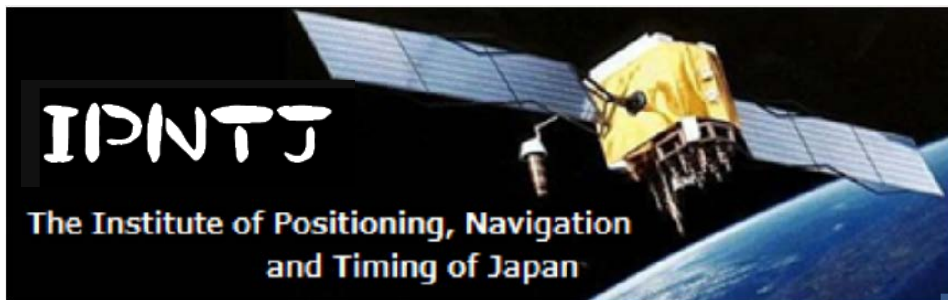 IPNTJ
The Institute of Positioning, Navigation
and Timing of Japan